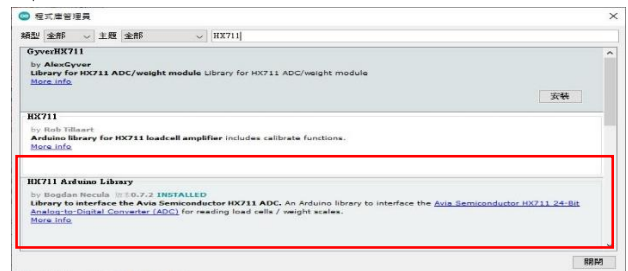 程式庫管理員
類型 全部 主題 全部 HX711
GyverHX711
by AlexGyver
Library for HX711 ADC/weight module Library for HX711 ADC/weight module
More info
安裝
HX711
by Rob Tillaart
Arduino library for HX711 loadcell amplifier includes calibrate functions.
More info
HX711 Arduino Library
by Bogdan Necula 版本0.7.2 INSTALLED
Library to interface the Avia Semiconductor HX711 ADC. An Arduino library to interface the Avia Semiconductor HX711 24-Bit
Analog-to-Digital Converter (ADC) for reading load cells / weight scales.
More info
關閉